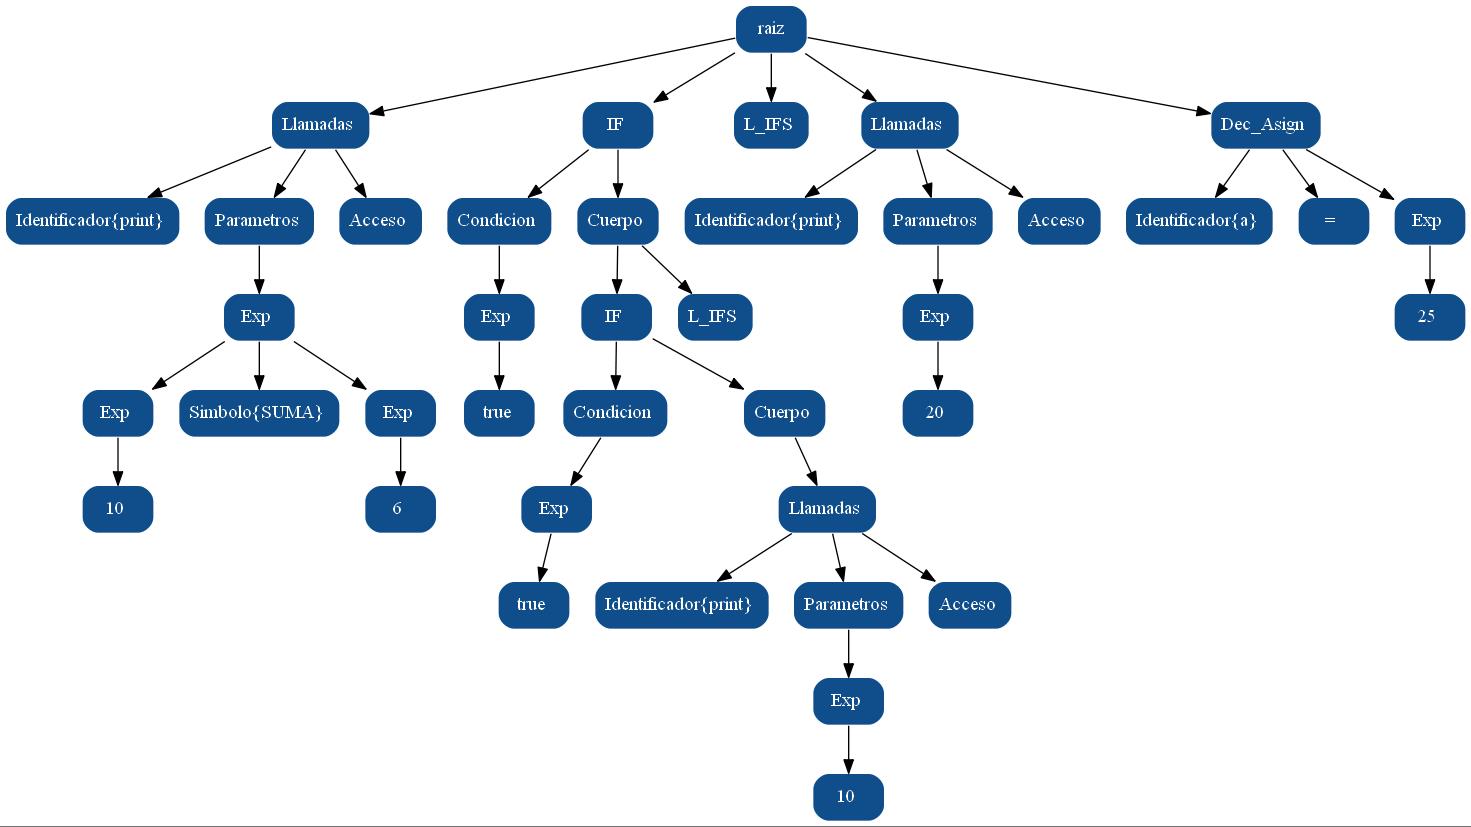 raiz
Llamadas
IF
L_IFS
Llamadas
Dec_Asign
Identificador{print}
Parametros
Acceso
Condicion
Cuerpo
Identificador{print}
Parametros
Acceso
Identificador{a}
=
Exp
Exp
Exp
IF
L_IFS
Exp
25
Exp
Simbolo{SUMA}
Exp
true
Condicion
Cuerpo
20
10
6
Exp
Llamadas
true
Identificador{print}
Parametros
Acceso
Exp
10